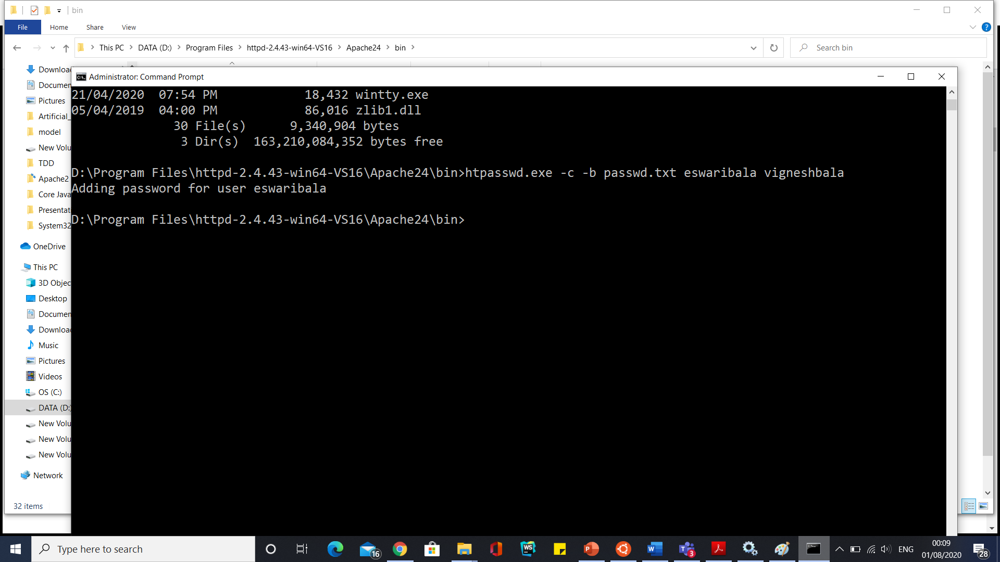 bin
File
Home
Share
View
This PC
DATA (D:)
Program Files
httpd-2.4.43-win64-VS16
Apache24
bin
Search bin
Administrator: Command Prompt
21/04/2020  07:54 PM            18,432 wintty.exe
05/04/2019  04:00 PM            86,016 zlib1.dll
              30 File(s)      9,340,904 bytes
               3 Dir(s)  163,210,084,352 bytes free
D:\Program Files\httpd-2.4.43-win64-VS16\Apache24\bin>htpasswd.exe -c -b passwd.txt eswaribala vigneshbala
Adding password for user eswaribala
D:\Program Files\httpd-2.4.43-win64-VS16\Apache24\bin>
Downloa
Documen
Pictures
Artificial_
model
New Volu
TDD
Apache2
Core Java
Presentat
System32
OneDrive
This PC
3D Objec
Desktop
Documen
Downloa
Music
Pictures
Videos
OS (C:)
DATA (D:)
New Volu
New Volu
New Volu
Network
32 items
Type here to search
16
WS
P
W
3
ENG
00:09
01/08/2020
28